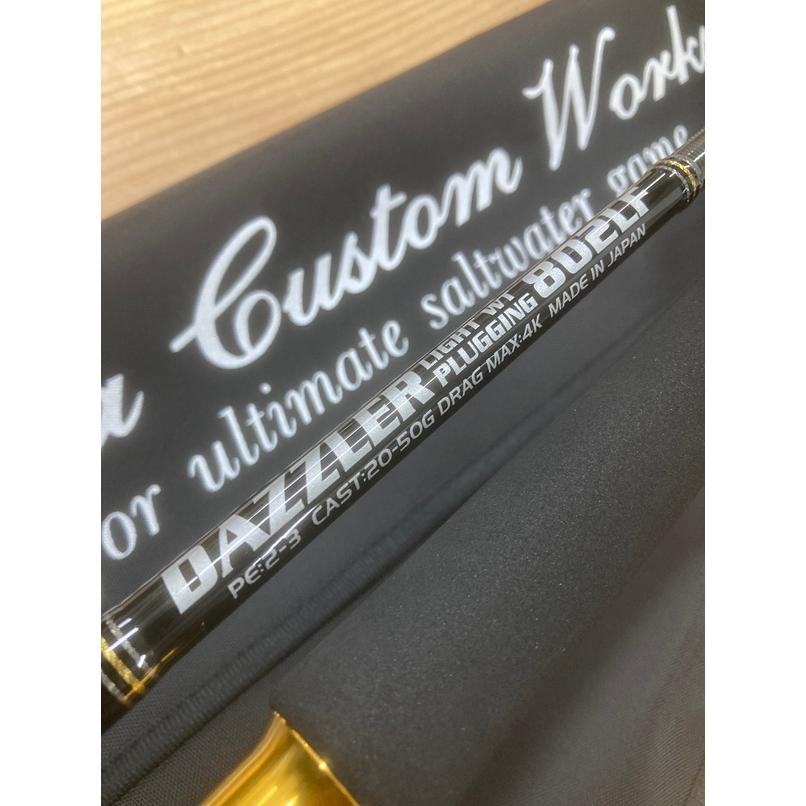 Custom Works
or ultimate saltwater game
DAZZLER LIGHT WT PLUGGING 802LF
PE:2-3 CAST:20-50G DRAG MAX:4K MADE IN JAPAN